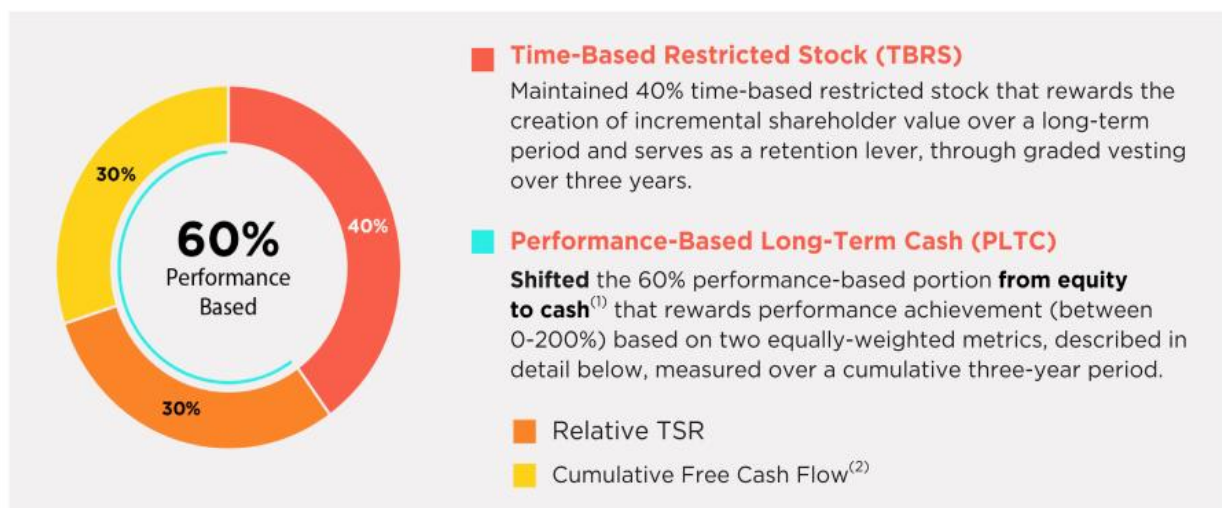 30%
40%
30%
60%
Performance
Based
Time-Based Restricted Stock (TBRS)
Maintained 40% time-based restricted stock that rewards the
creation of incremental shareholder value over a long-term
period and serves as a retention lever, through graded vesting
over three years.
Performance-Based Long-Term Cash (PLTC)
Shifted the 60% performance-based portion from equity
to cash(1) that rewards performance achievement (between
0-200%) based on two equally-weighted metrics, described in
detail below, measured over a cumulative three-year period.
Relative TSR
Cumulative Free Cash Flow(2)